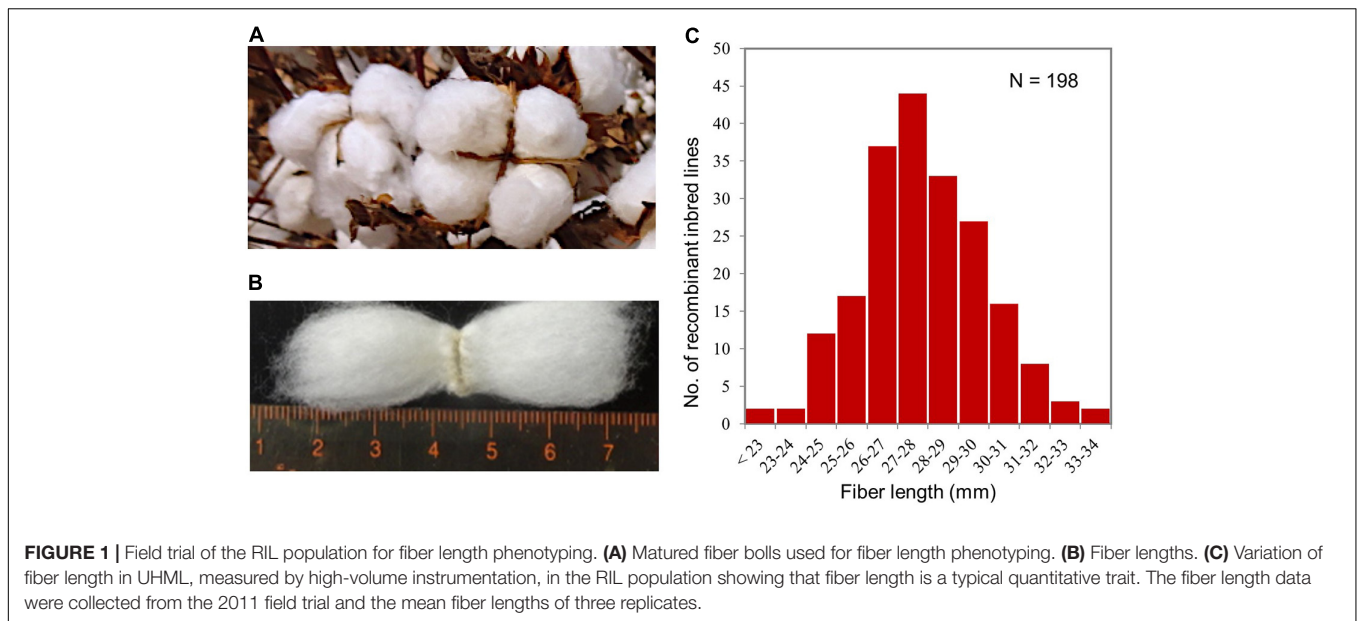 A
B
1 2 3 4 5 6 7
C
No. of recombinant inbred lines
50
45
40
35
30
25
20
15
10
5
0
N = 198
< 23 23-24 24-25 25-26 26-27 27-28 28-29 29-30 30-31 31-32 32-33 33-34
Fiber length (mm)
FIGURE 1 | Field trial of the RIL population for fiber length phenotyping. (A) Matured fiber bolls used for fiber length phenotyping. (B) Fiber lengths. (C) Variation of
fiber length in UHML, measured by high-volume instrumentation, in the RIL population showing that fiber length is a typical quantitative trait. The fiber length data
were collected from the 2011 field trial and the mean fiber lengths of three replicates.